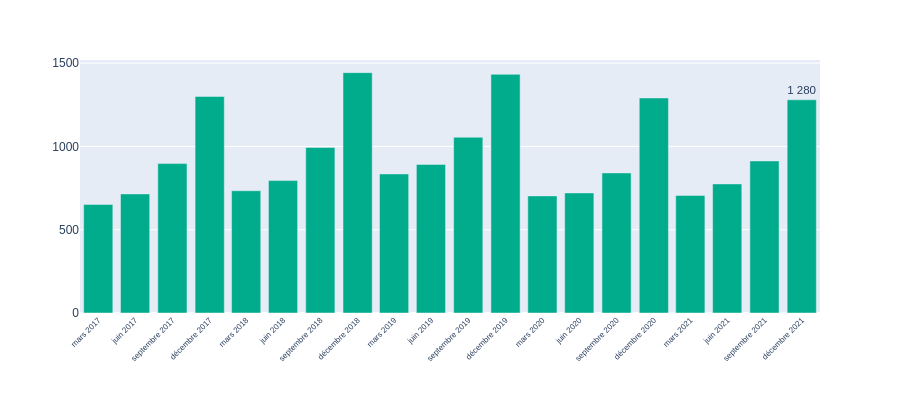 1500
1000
500
0
1 280
mars 2017
juin 2017
septembre 2017
décembre 2017
mars 2018
juin 2018
septembre 2018
décembre 2018
mars 2019
juin 2019
septembre 2019
décembre 2019
mars 2020
juin 2020
septembre 2020
décembre 2020
mars 2021
juin 2021
septembre 2021
décembre 2021